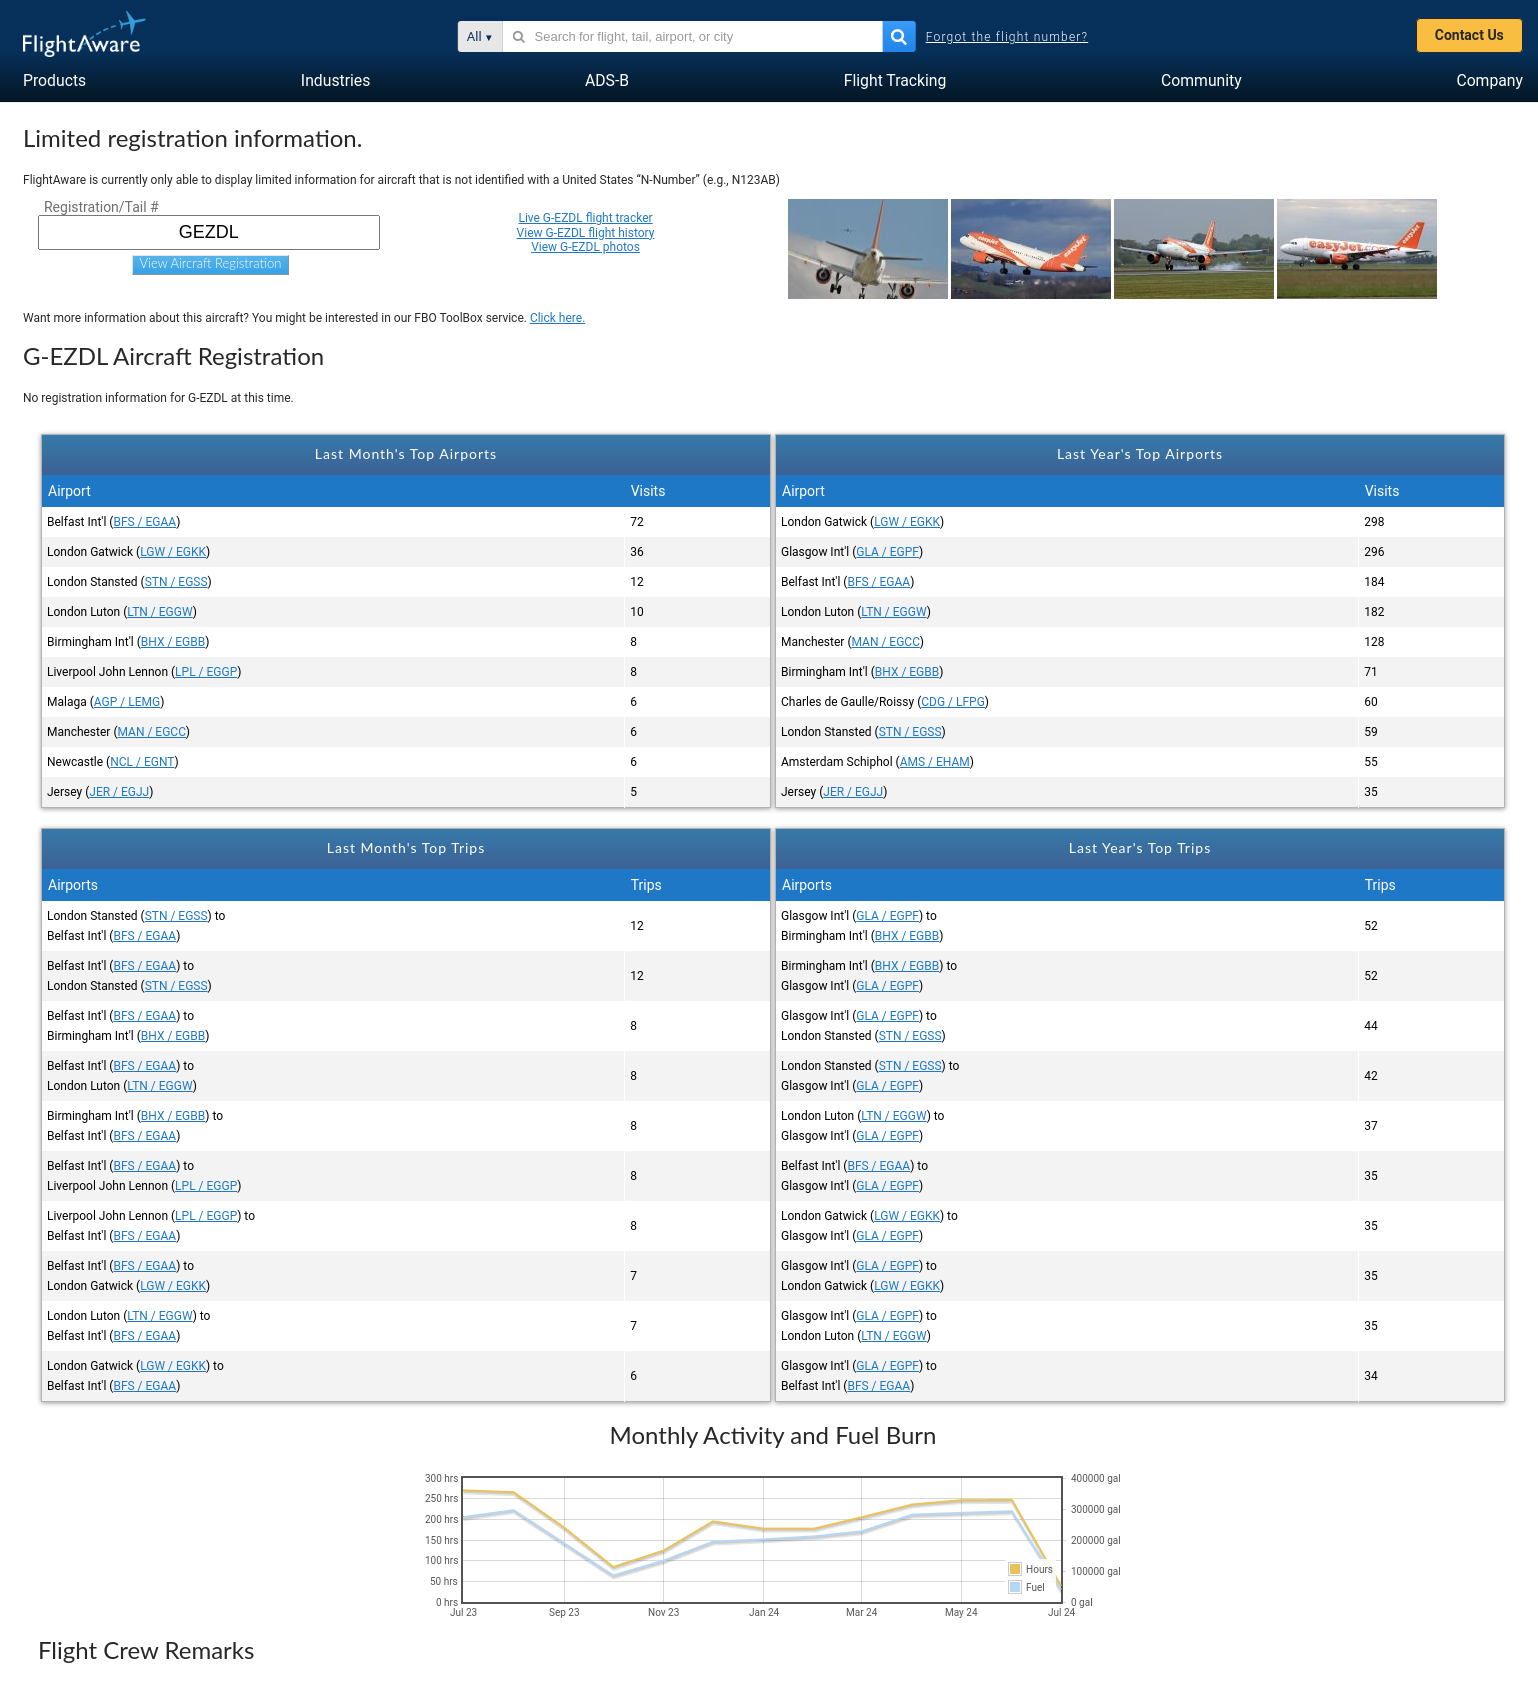 FlightAware
All ▾ Search for flight, tail, airport, or city Forgot the flight number? Contact Us
Products Industries ADS-B Flight Tracking Community Company
Limited registration information.
FlightAware is currently only able to display limited information for aircraft that is not identified with a United States “N-Number” (e.g., N123AB)
Registration/Tail #
GEZDL
View Aircraft Registration
Live G-EZDL flight tracker
View G-EZDL flight history
View G-EZDL photos
easyJet
easyJet
easyJet.com
Want more information about this aircraft? You might be interested in our FBO ToolBox service. Click here.
G-EZDL Aircraft Registration
No registration information for G-EZDL at this time.
Last Month's Top Airports
Airport Visits
Belfast Int'l (BFS / EGAA) 72
London Gatwick (LGW / EGKK) 36
London Stansted (STN / EGSS) 12
London Luton (LTN / EGGW) 10
Birmingham Int'l (BHX / EGBB) 8
Liverpool John Lennon (LPL / EGGP) 8
Malaga (AGP / LEMG) 6
Manchester (MAN / EGCC) 6
Newcastle (NCL / EGNT) 6
Jersey (JER / EGJJ) 5
Last Year's Top Airports
Airport Visits
London Gatwick (LGW / EGKK) 298
Glasgow Int'l (GLA / EGPF) 296
Belfast Int'l (BFS / EGAA) 184
London Luton (LTN / EGGW) 182
Manchester (MAN / EGCC) 128
Birmingham Int'l (BHX / EGBB) 71
Charles de Gaulle/Roissy (CDG / LFPG) 60
London Stansted (STN / EGSS) 59
Amsterdam Schiphol (AMS / EHAM) 55
Jersey (JER / EGJJ) 35
Last Month's Top Trips
Airports Trips
London Stansted (STN / EGSS) to
Belfast Int'l (BFS / EGAA) 12
Belfast Int'l (BFS / EGAA) to
London Stansted (STN / EGSS) 12
Belfast Int'l (BFS / EGAA) to
Birmingham Int'l (BHX / EGBB) 8
Belfast Int'l (BFS / EGAA) to
London Luton (LTN / EGGW) 8
Birmingham Int'l (BHX / EGBB) to
Belfast Int'l (BFS / EGAA) 8
Belfast Int'l (BFS / EGAA) to
Liverpool John Lennon (LPL / EGGP) 8
Liverpool John Lennon (LPL / EGGP) to
Belfast Int'l (BFS / EGAA) 8
Belfast Int'l (BFS / EGAA) to
London Gatwick (LGW / EGKK) 7
London Luton (LTN / EGGW) to
Belfast Int'l (BFS / EGAA) 7
London Gatwick (LGW / EGKK) to
Belfast Int'l (BFS / EGAA) 6
Last Year's Top Trips
Airports Trips
Glasgow Int'l (GLA / EGPF) to
Birmingham Int'l (BHX / EGBB) 52
Birmingham Int'l (BHX / EGBB) to
Glasgow Int'l (GLA / EGPF) 52
Glasgow Int'l (GLA / EGPF) to
London Stansted (STN / EGSS) 44
London Stansted (STN / EGSS) to
Glasgow Int'l (GLA / EGPF) 42
London Luton (LTN / EGGW) to
Glasgow Int'l (GLA / EGPF) 37
Belfast Int'l (BFS / EGAA) to
Glasgow Int'l (GLA / EGPF) 35
London Gatwick (LGW / EGKK) to
Glasgow Int'l (GLA / EGPF) 35
Glasgow Int'l (GLA / EGPF) to
London Gatwick (LGW / EGKK) 35
Glasgow Int'l (GLA / EGPF) to
London Luton (LTN / EGGW) 35
Glasgow Int'l (GLA / EGPF) to
Belfast Int'l (BFS / EGAA) 34
Monthly Activity and Fuel Burn
300 hrs 400000 gal
250 hrs
200 hrs 300000 gal
150 hrs 200000 gal
100 hrs
50 hrs 100000 gal
Hours
Fuel
0 hrs 0 gal
Jul 23 Sep 23 Nov 23 Jan 24 Mar 24 May 24 Jul 24
Flight Crew Remarks